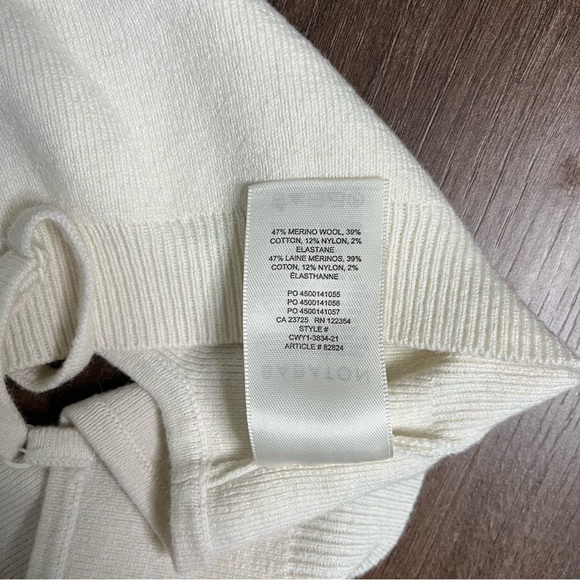 47% MERINO WOOL, 39%
COTTON, 12% NYLON, 2%
ELASTANE
47% LAINE MÉRINOS, 39%
COTON, 12% NYLON, 2%
ÉLASTHANNE
PO 4500141055
PO 4500141056
PO 4500141057
CA 23725 RN 122354
STYLE #
CWY1-3834-21
ARTICLE # 82824
BABATON